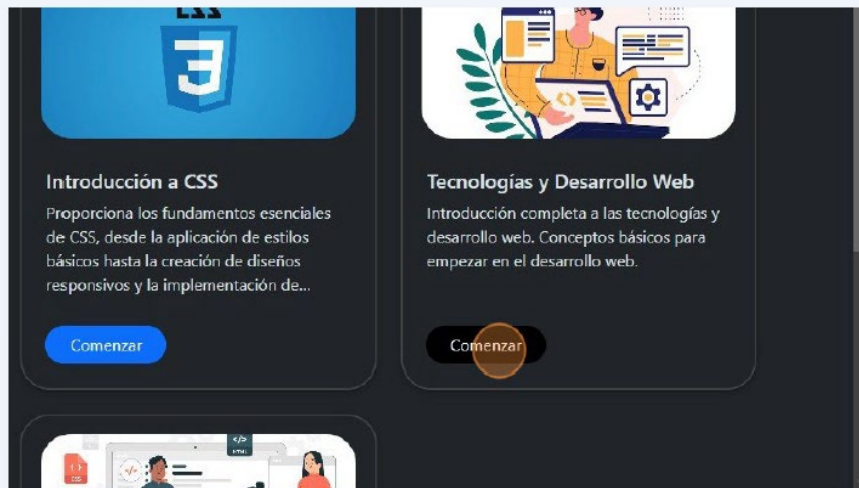 CSS
Introducción a CSS
Proporciona los fundamentos esenciales
de CSS, desde la aplicación de estilos
básicos hasta la creación de diseños
responsivos y la implementación de...
Comenzar
Tecnologías y Desarrollo Web
Introducción completa a las tecnologías y
desarrollo web. Conceptos básicos para
empezar en el desarrollo web.
Comenzar
CSS
HTML